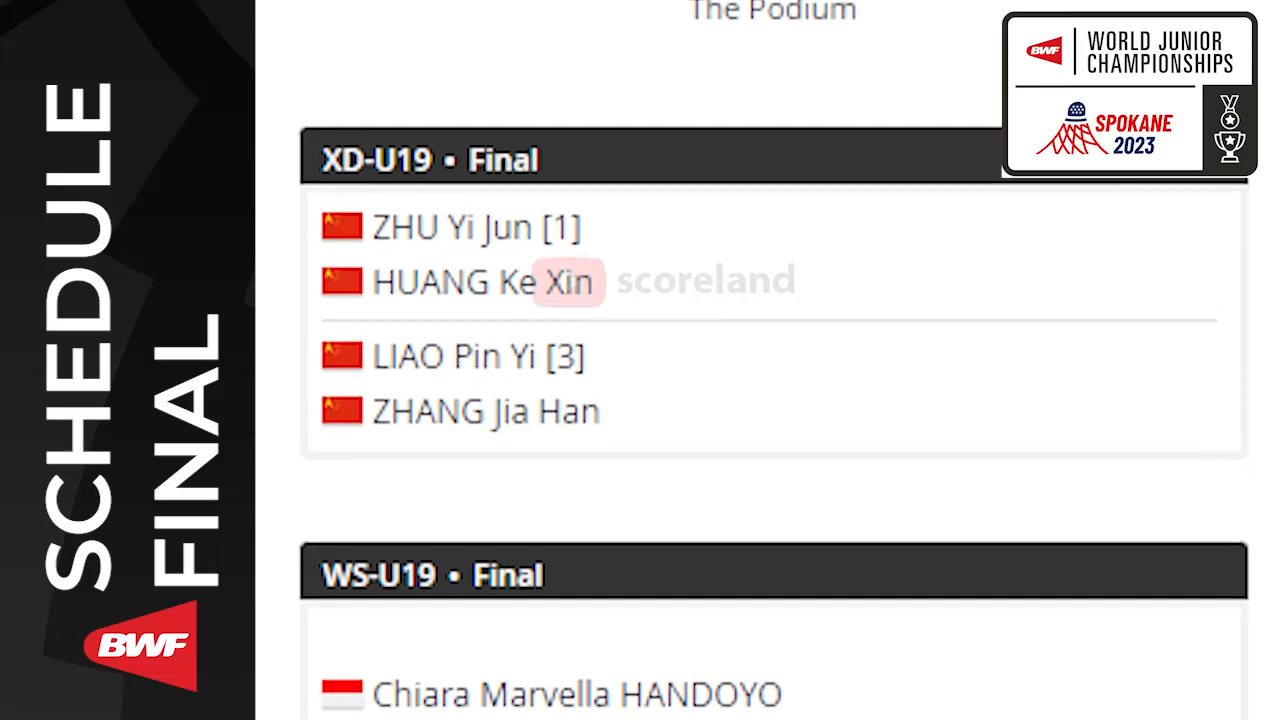 The Podium
BWF
WORLD JUNIOR
CHAMPIONSHIPS
SPOKANE
2023
SCHEDULE
FINAL
BWF
XD-U19 • Final
ZHU Yi Jun [1]
HUANG Ke Xin
scoreland
LIAO Pin Yi [3]
ZHANG Jia Han
WS-U19 • Final
Chiara Marvella HANDOYO